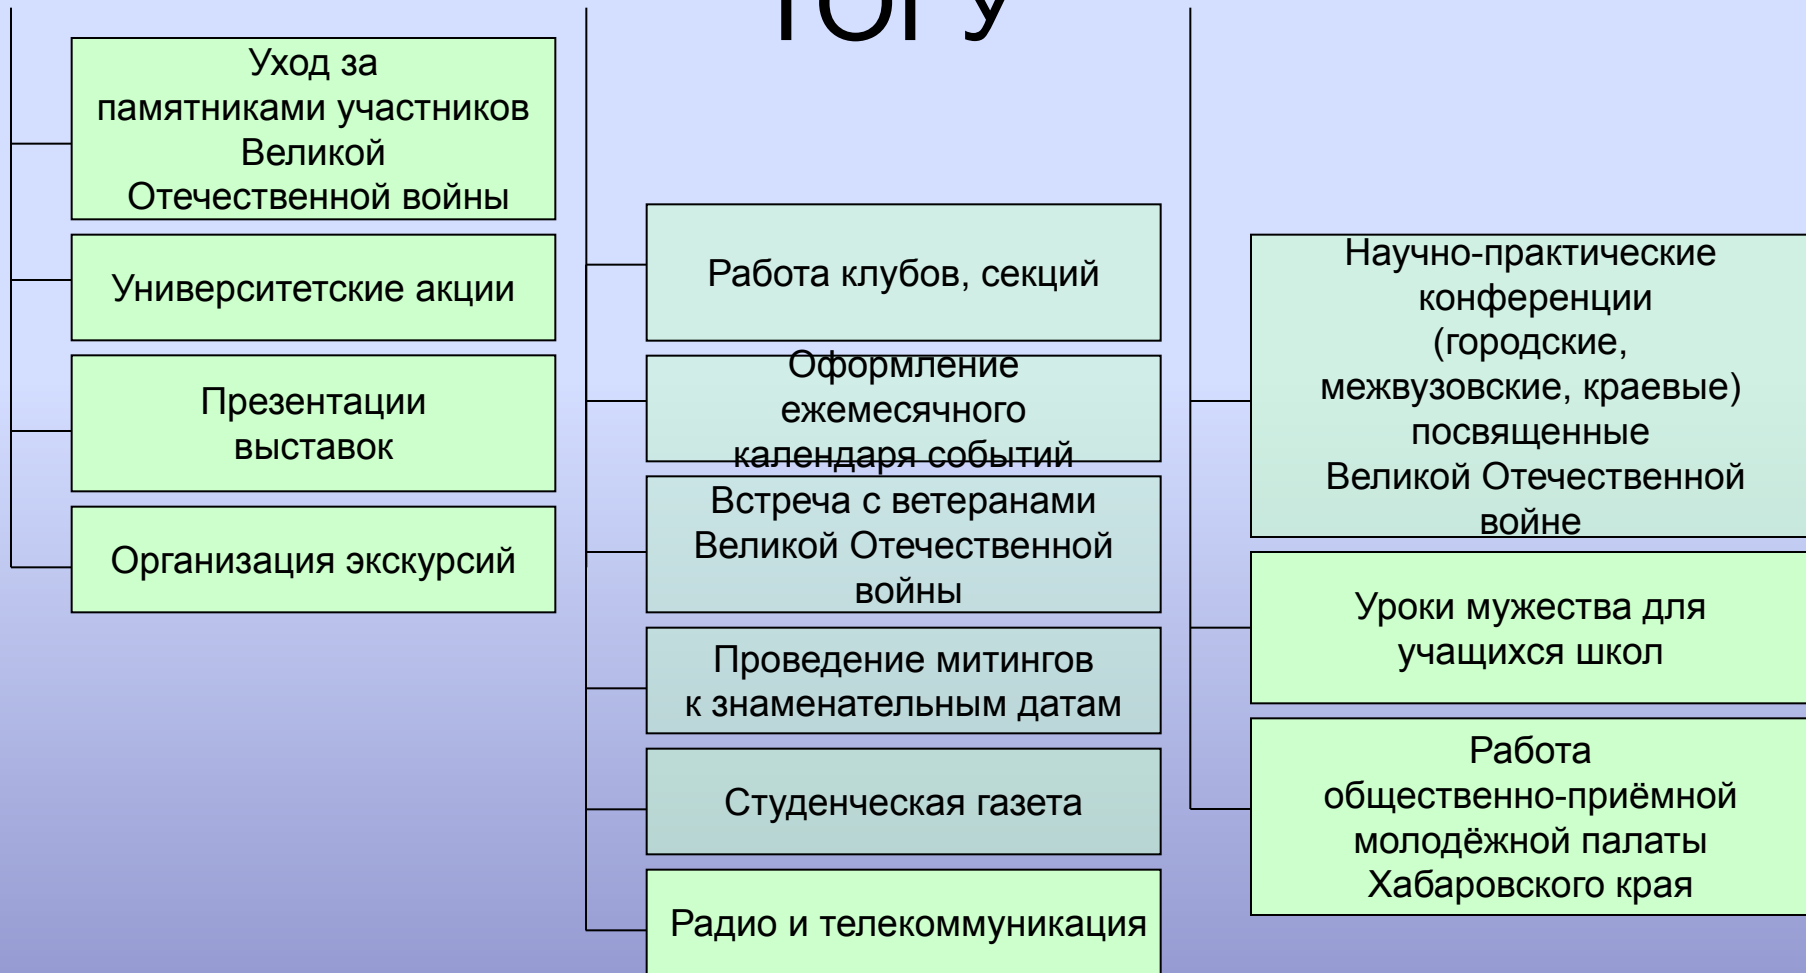 ТОГУ
Уход за
памятниками участников
Великой
Отечественной войны
Университетские акции
Презентации
выставок
Организация экскурсий
Работа клубов, секций
Оформление
ежемесячного
календаря событий
Встреча с ветеранами
Великой Отечественной
войны
Проведение митингов
к знаменательным датам
Студенческая газета
Радио и телекоммуникация
Научно-практические
конференции
(городские,
межвузовские, краевые)
посвященные
Великой Отечественной
войне
Уроки мужества для
учащихся школ
Работа
общественно-приёмной
молодёжной палаты
Хабаровского края